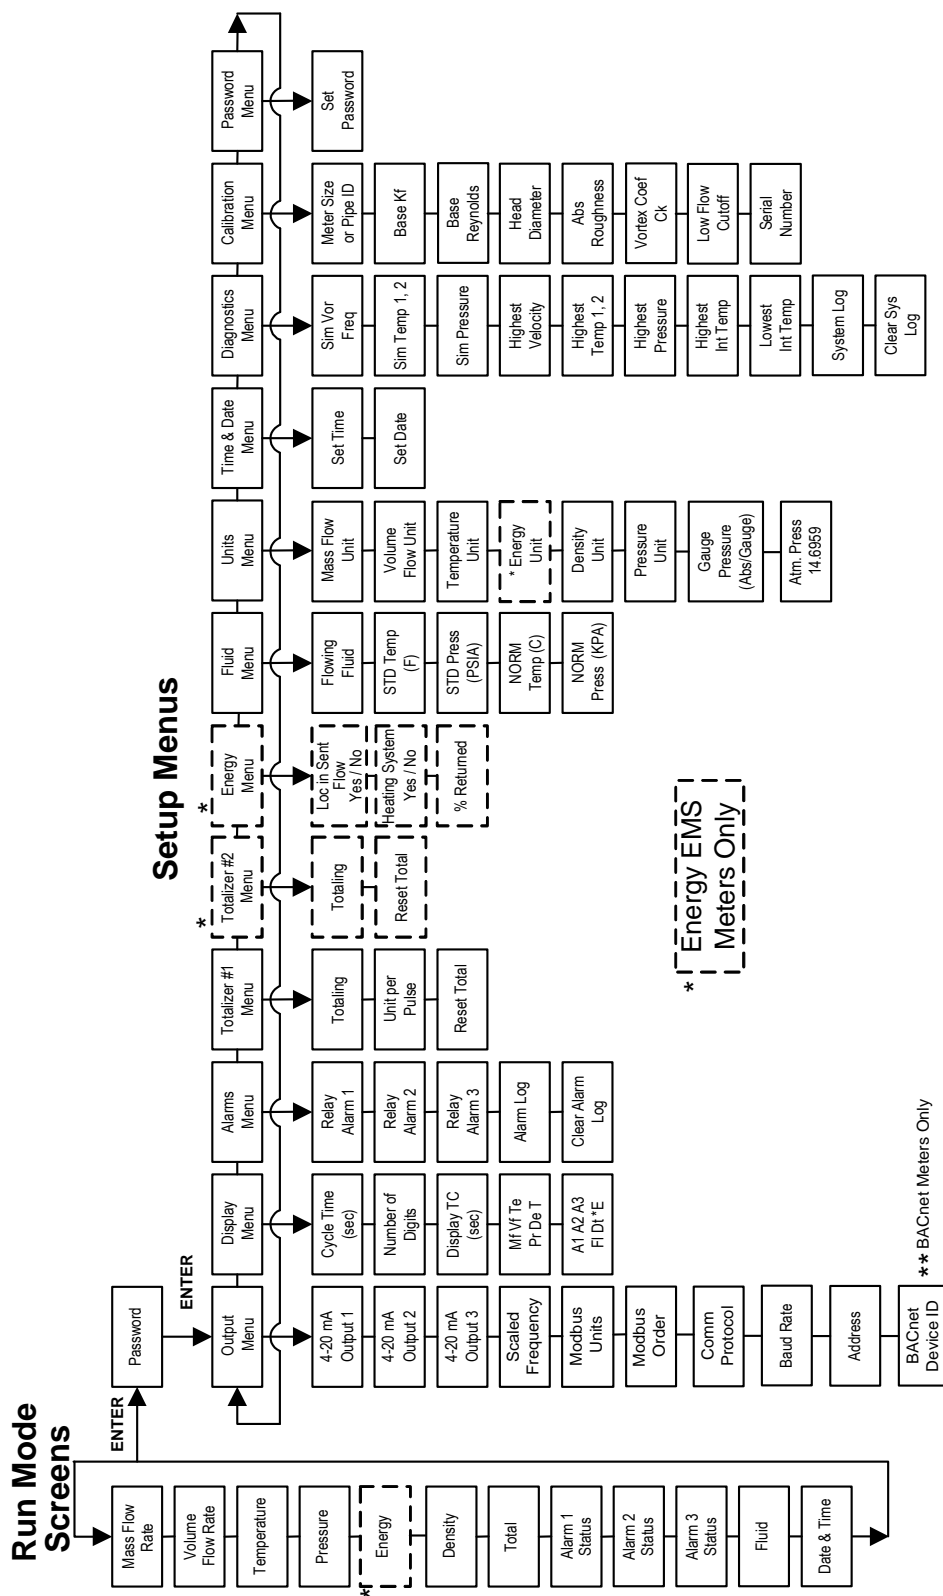 Run Mode
Screens
Mass Flow
Rate
Volume
Flow Rate
Temperature
Pressure
*
Energy
Density
Total
Alarm 1
Status
Alarm 2
Status
Alarm 3
Status
Fluid
Date & Time
ENTER
Password
ENTER
Setup Menus
Output
Menu
4-20 mA
Output 1
4-20 mA
Output 2
4-20 mA
Output 3
Scaled
Frequency
Modbus
Units
Modbus
Order
Comm
Protocol
Baud Rate
Address
BACnet
Device ID
** BACnet Meters Only
Display
Menu
Cycle Time
(sec)
Number of
Digits
Display TC
(sec)
Mf Vf Te
Pr De T
A1 A2 A3
Fl Dt *E
Alarms
Menu
Relay
Alarm 1
Relay
Alarm 2
Relay
Alarm 3
Alarm Log
Clear Alarm
Log
Totalizer #1
Menu
Totaling
Unit per
Pulse
Reset Total
*
Totalizer #2
Menu
Totaling
Reset Total
*
Energy
Menu
Loc in Sent
Flow
Yes / No
Heating System
Yes / No
% Returned
Fluid
Menu
Flowing
Fluid
STD Temp
(F)
STD Press
(PSIA)
NORM
Temp (C)
NORM
Press (KPA)
Units
Menu
Mass Flow
Unit
Volume
Flow Unit
Temperature
Unit
* Energy
Unit
Density
Unit
Pressure
Unit
Gauge
Pressure
(Abs/Gauge)
Atm. Press
14.6959
Time & Date
Menu
Set Time
Set Date
Diagnostics
Menu
Sim Vor
Freq
Sim Temp 1, 2
Sim Pressure
Highest
Velocity
Highest
Temp 1, 2
Highest
Pressure
Highest
Int Temp
Lowest
Int Temp
System Log
Clear Sys
Log
Calibration
Menu
Meter Size
or Pipe ID
Base Kf
Base
Reynolds
Head
Diameter
Abs
Roughness
Vortex Coef
Ck
Low Flow
Cutoff
Serial
Number
Password
Menu
Set
Password
* Energy EMS
Meters Only